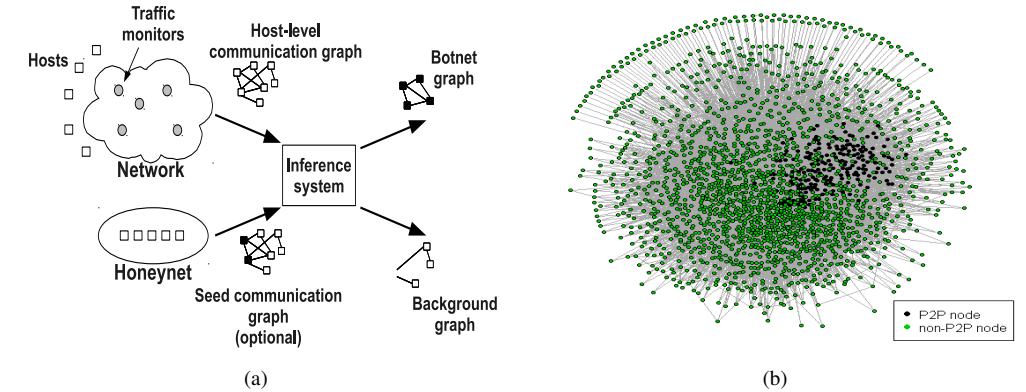 Traffic
monitors
Hosts
Network
Host-level
communication graph
Botnet
graph
Inference
system
Honeynet
Seed communication
graph
(optional)
Background
graph
(a)
P2P node
non-P2P node
(b)